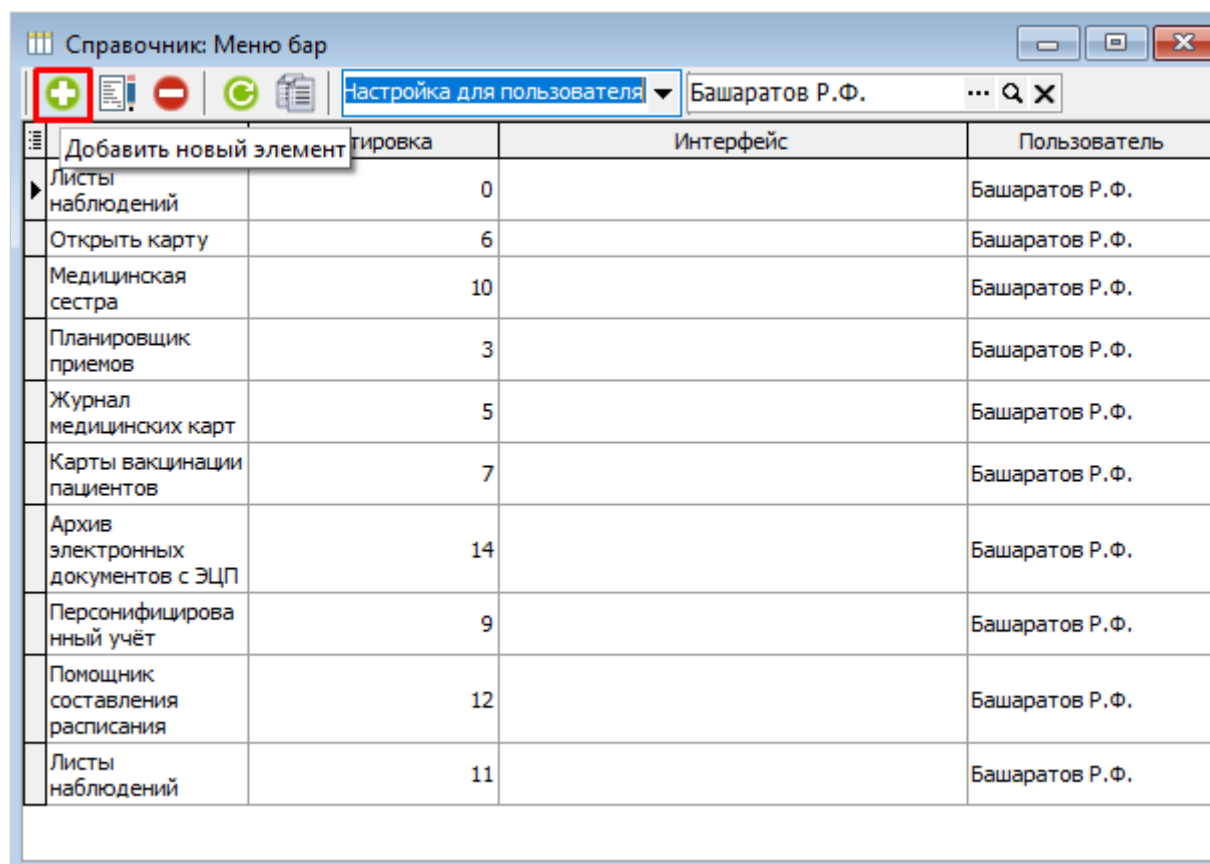 Справочник: Меню бар
Настройка для пользователя Башаратов Р.Ф.
Добавить новый элемент тировка Интерфейс Пользователь
Листы
наблюдений 0 Башаратов Р.Ф.
Открыть карту 6 Башаратов Р.Ф.
Медицинская
сестра 10 Башаратов Р.Ф.
Планировщик
приемов 3 Башаратов Р.Ф.
Журнал
медицинских карт 5 Башаратов Р.Ф.
Карты вакцинации
пациентов 7 Башаратов Р.Ф.
Архив
электронных
документов с ЭЦП 14 Башаратов Р.Ф.
Персонифицирова
нный учёт 9 Башаратов Р.Ф.
Помощник
составления
расписания 12 Башаратов Р.Ф.
Листы
наблюдений 11 Башаратов Р.Ф.